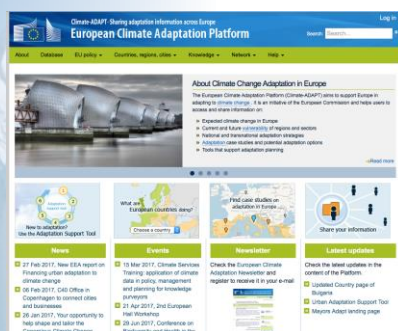 Log in
Climate-ADAPT- Sharing adaptation information across Europe
European Climate Adaptation Platform
Search: Search...
About Database EU policy Countries, regions, cities Knowledge Network Help
About Climate Change Adaptation in Europe
The European Climate Adaptation Platform (Climate-ADAPT) aims to support Europe in
adapting to climate change . It is an initiative of the European Commission and helps users to
access and share information on:
» Expected climate change in Europe
» Current and future vulnerability of regions and sectors
» National and transnational adaptation strategies
» Adaptation case studies and potential adaptation options
» Tools that support adaptation planning
Read more
Adaptation
Support Tool
New to adaptation?
Use the Adaptation Support Tool
What are
European countries doing?
Choose a country
Find case studies on
adaptation in Europe
Share your information
News
27 Feb 2017, New EEA report on
Financing urban adaptation to
climate change
06 Feb 2017, C40 Office in
Copenhagen to connect cities
and businesses
26 Jan 2017, Your opportunity to
help shape and tailor the
Copernicus Climate Change
Events
15 Mar 2017, Climate Services
Training: application of climate
data in policy, management
and planning for knowledge
purveyors
21 Apr 2017, 2nd European
Hail Workshop
28 Jun 2017, Conference on
Newsletter
Check the European Climate
Adaptation Newsletter and
register to receive it in your e-mail
Latest updates
Check the latest updates in the
content of the Platform.
Updated Country page of
Bulgaria
Urban Adaptation Support Tool
Mayors Adapt landing page